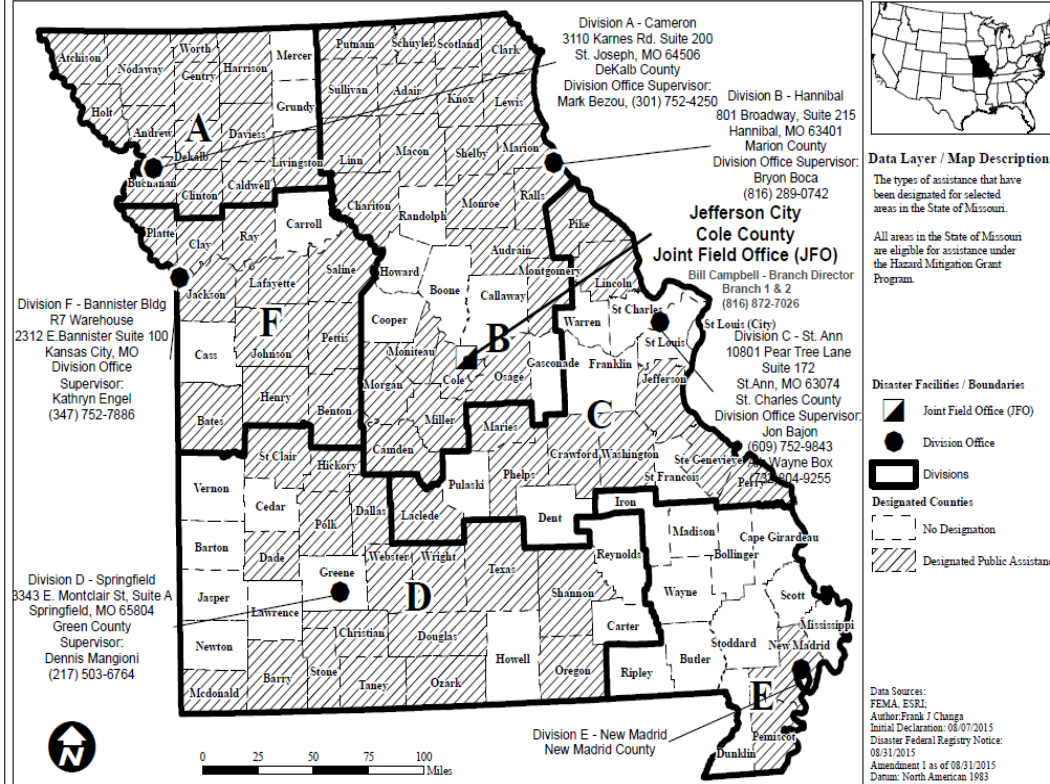 Division A - Cameron
3110 Karnes Rd. Suite 200
St. Joseph, MO 64506
DeKalb County
Division Office Supervisor:
Mark Bezou, (301) 752-4250
Division B - Hannibal
801 Broadway, Suite 215
Hannibal, MO 63401
Marion County
Division Office Supervisor:
Bryon Boca
(816) 289-0742
Jefferson City
Cole County
Joint Field Office (JFO)
Bill Campbell - Branch Director
Branch 1 & 2
(816) 872-7026
Division C - St. Ann
10801 Pear Tree Lane
Suite 172
St.Ann, MO 63074
St. Charles County
Division Office Supervisor:
Jon Bajon
(609) 752-9843
Wayne Box
804-9255
Division F - Bannister Bldg
R7 Warehouse
2312 E.Bannister Suite 100
Kansas City, MO
Division Office
Supervisor:
Kathryn Engel
(347) 752-7886
Division D - Springfield
3343 E. Montclair St, Suite A
Springfield, MO 65804
Green County
Supervisor:
Dennis Mangioni
(217) 503-6764
Division E - New Madrid
New Madrid County
Atchison
Nodaway
Worth
Gentry
Harrison
Mercer
Grundy
Holt
Andrew
A
Daviess
Dekalb
Livingston
Buchanan
Clinton
Caldwell
Putnam
Schuyler
Scotland
Clark
Sullivan
Adair
Knox
Lewis
Linn
Macon
Shelby
Marion
Chariton
Randolph
Monroe
Ralls
Pike
Platte
Clay
Ray
Carroll
Saline
Jackson
Lafayette
F
Cass
Johnson
Pettis
Henry
Bates
Benton
Howard
Boone
Audrain
Callaway
Montgomery
Cooper
B
Moniteau
Cole
Osage
Gasconade
Morgan
Miller
Camden
Lincoln
St Charles
Warren
St Louis (City)
St Louis
Franklin
Jefferson
C
Maries
Crawford
Washington
Ste Genevieve
St Francois
Perry
Phelps
Pulaski
Laclede
Dent
Iron
St Clair
Hickory
Vernon
Cedar
Polk
Dallas
Barton
Dade
Greene
Webster
Wright
Texas
Jasper
Lawrence
D
Christian
Douglas
Shannon
Newton
Howell
Barry
Stone
Taney
Ozark
Oregon
Mcdonald
Reynolds
Carter
Ripley
Madison
Cape Girardeau
Bollinger
Wayne
Scott
Mississippi
Stoddard
New Madrid
Butler
E
Pemiscot
Dunklin
N
0 25 50 75 100
Miles
Data Layer / Map Description
The types of assistance that have
been designated for selected
areas in the State of Missouri.
All areas in the State of Missouri
are eligible for assistance under
the Hazard Mitigation Grant
Program.
Disaster Facilities / Boundaries
Joint Field Office (JFO)
Division Office
Divisions
Designated Counties
No Designation
Designated Public Assistance
Data Sources:
FEMA, ESRI;
Author:Frank J Changa
Initial Declaration: 08/07/2015
Disaster Federal Registry Notice:
08/31/2015
Amendment 1 as of 08/31/2015
Datum: North American 1983